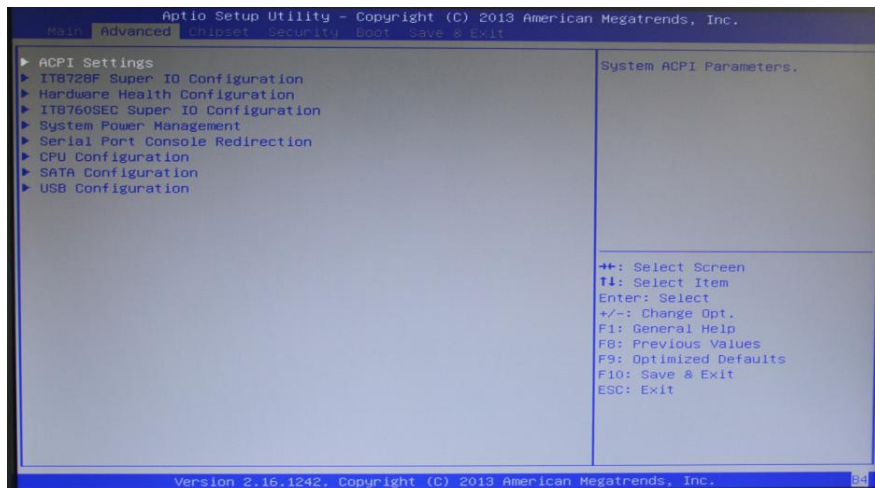 Aptio Setup Utility – Copyright (C) 2013 American Megatrends, Inc.
Main Advanced Chipset Security Boot Save & Exit
▶ ACPI Settings
▶ IT8728F Super IO Configuration
▶ Hardware Health Configuration
▶ IT8760SEC Super IO Configuration
▶ System Power Management
▶ Serial Port Console Redirection
▶ CPU Configuration
▶ SATA Configuration
▶ USB Configuration
System ACPI Parameters.
→←: Select Screen
↑↓: Select Item
Enter: Select
+/-: Change Opt.
F1: General Help
F8: Previous Values
F9: Optimized Defaults
F10: Save & Exit
ESC: Exit
Version 2.16.1242. Copyright (C) 2013 American Megatrends, Inc.
B4